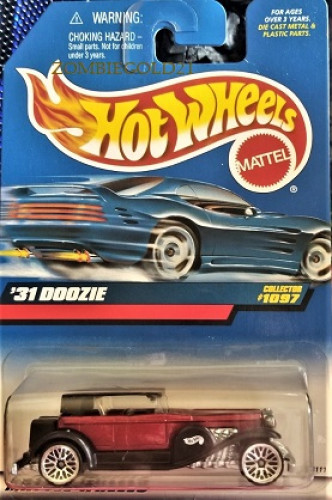 WARNING:
CHOKING HAZARD –
Small parts. Not for children
under 3 years.
FOR AGES
OVER 3 YEARS.
DIE CAST METAL &
PLASTIC PARTS.
ZOMBIEGOLD21
HOT WHEELS
MATTEL
®
'31 DOOZIE
COLLECTOR
#1097